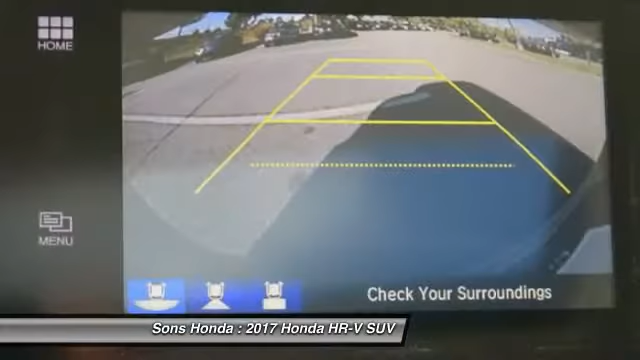 HOME
MENU
Check Your Surroundings
Sons Honda : 2017 Honda HR-V SUV